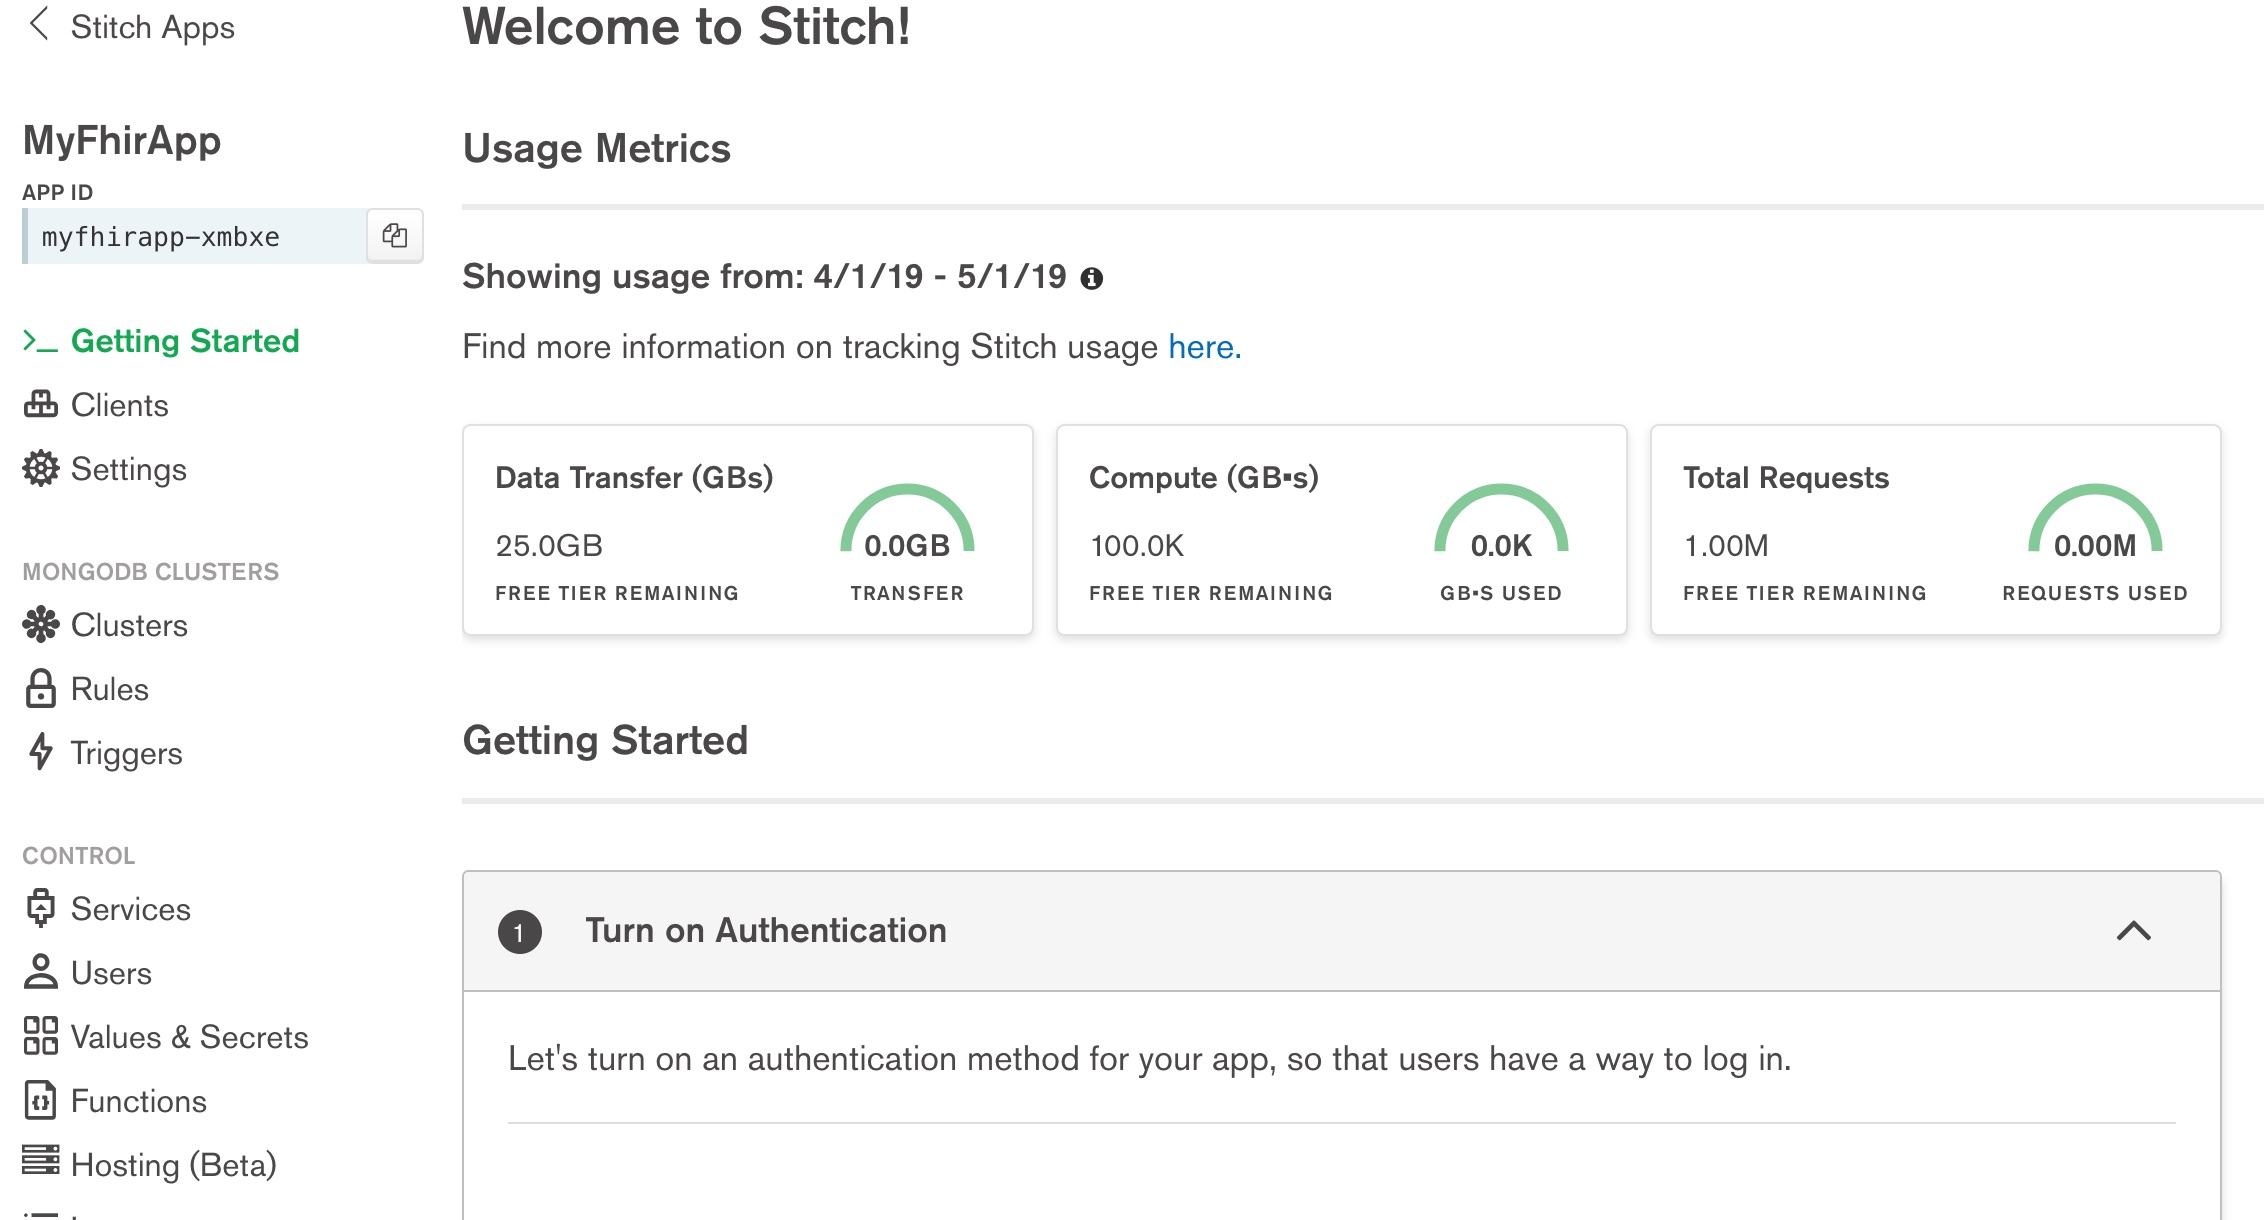 Stitch Apps
MyFhirApp
APP ID
myfhirapp-xmbxe
Getting Started
Clients
Settings
MONGODB CLUSTERS
Clusters
Rules
Triggers
CONTROL
Services
Users
Values & Secrets
Functions
Hosting (Beta)
Welcome to Stitch!
Usage Metrics
Showing usage from: 4/1/19 - 5/1/19
Find more information on tracking Stitch usage here.
Data Transfer (GBs)
25.0GB
FREE TIER REMAINING
0.0GB
TRANSFER
Compute (GB▪s)
100.0K
FREE TIER REMAINING
0.0K
GB▪S USED
Total Requests
1.00M
FREE TIER REMAINING
0.00M
REQUESTS USED
Getting Started
1 Turn on Authentication
Let's turn on an authentication method for your app, so that users have a way to log in.